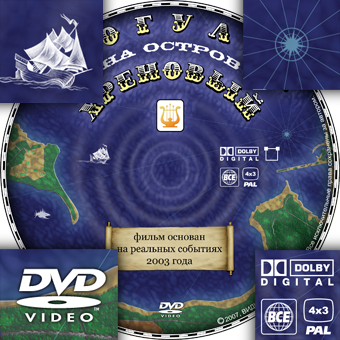 ОГУЛ
НА ОСТРОВ
ХРЕНОВЫЙ
DOLBY
DIGITAL
ВСЕ
4x3
PAL
фильм основан
на реальных событиях
2003 года
DVD
VIDEO
DVD
VIDEO™
DOLBY
DIGITAL
ВСЕ
4x3
PAL